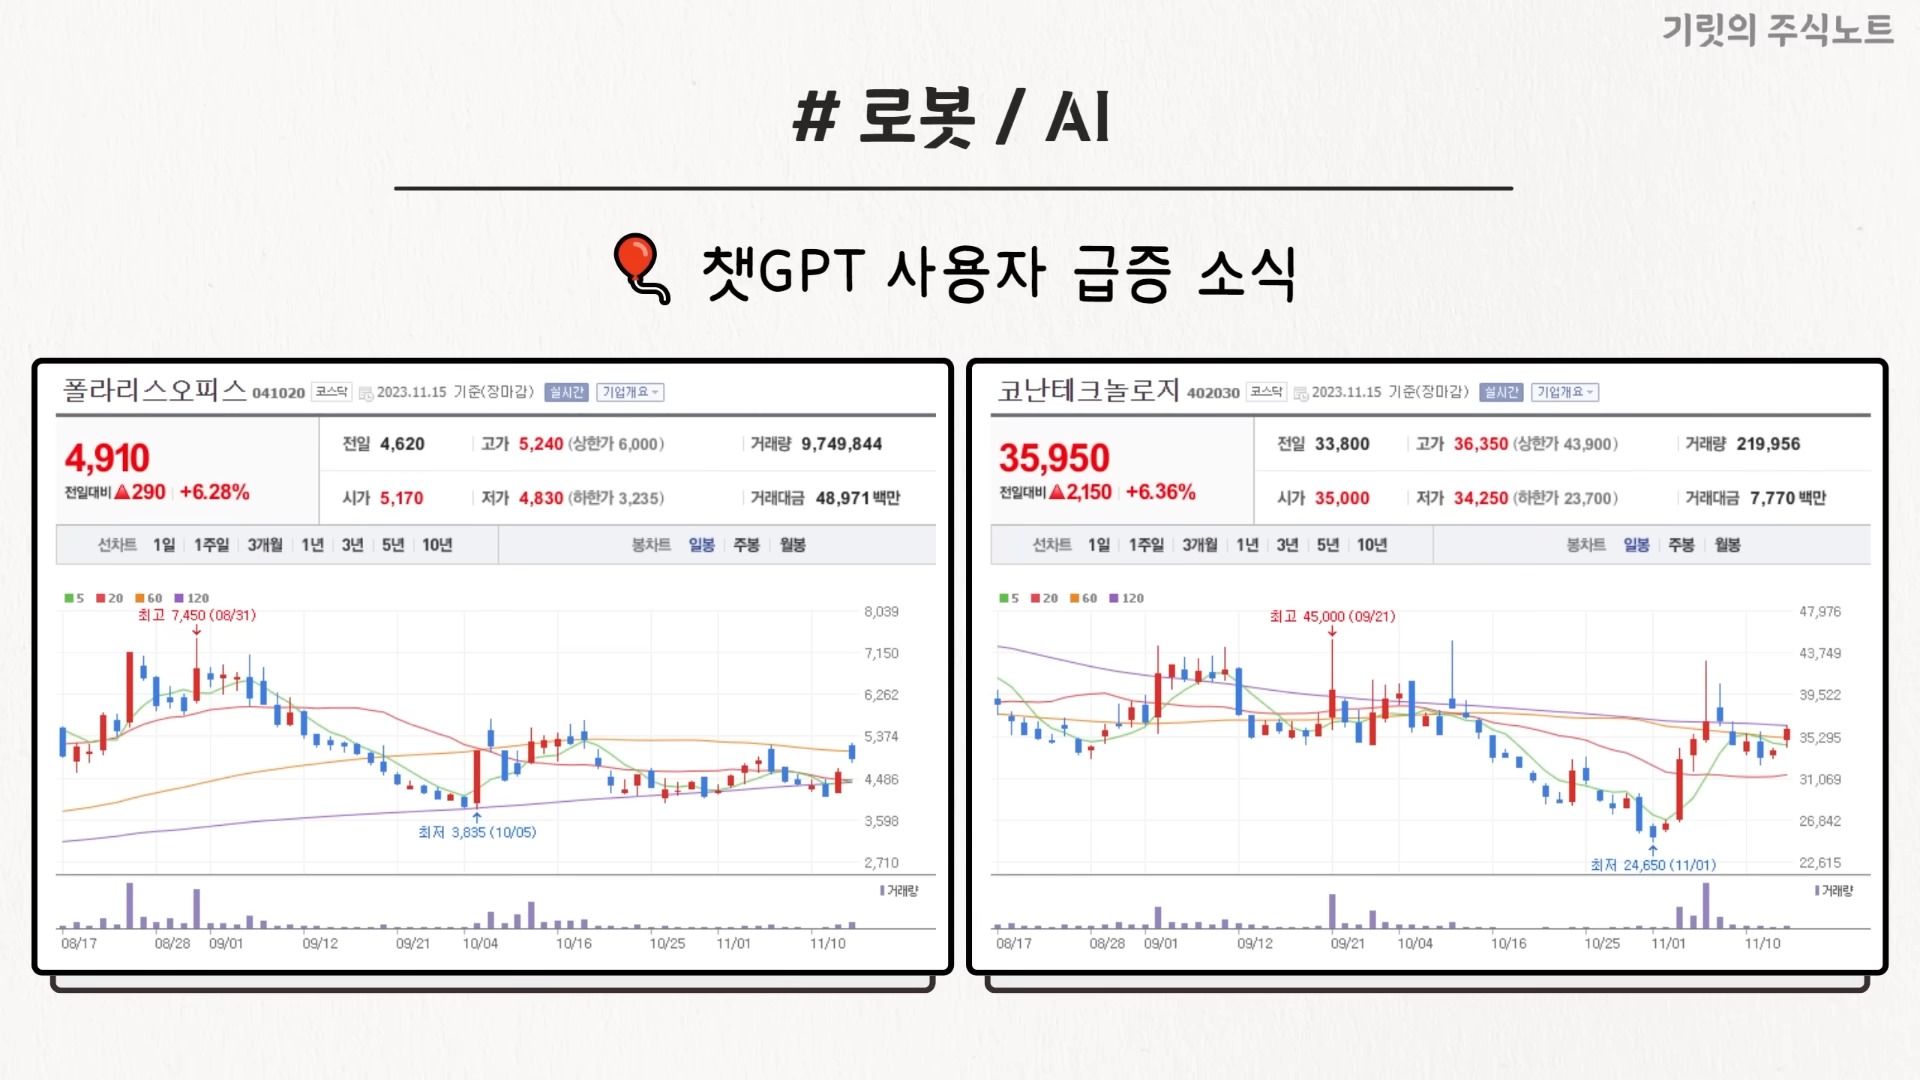 기릿의 주식노트
# 로봇 / AI
챗GPT 사용자 급증 소식
폴라리스오피스 041020 코스닥 2023.11.15 기준(장마감) 실시간 기업개요
4,910
전일대비 ▲290 +6.28%
전일 4,620 고가 5,240 (상한가 6,000) 거래량 9,749,844
시가 5,170 저가 4,830 (하한가 3,235) 거래대금 48,971 백만
선차트 1일 1주일 3개월 1년 3년 5년 10년 봉차트 일봉 주봉 월봉
5 20 60 120
최고 7,450 (08/31)
8,039
7,150
6,262
5,374
4,486
3,598
2,710
최저 3,835 (10/05)
거래량
08/17 08/28 09/01 09/12 09/21 10/04 10/16 10/25 11/01 11/10
코난테크놀로지 402030 코스닥 2023.11.15 기준(장마감) 실시간 기업개요
35,950
전일대비 ▲2,150 +6.36%
전일 33,800 고가 36,350 (상한가 43,900) 거래량 219,956
시가 35,000 저가 34,250 (하한가 23,700) 거래대금 7,770 백만
선차트 1일 1주일 3개월 1년 3년 5년 10년 봉차트 일봉 주봉 월봉
5 20 60 120
최고 45,000 (09/21)
47,976
43,749
39,522
35,295
31,069
26,842
22,615
최저 24,650 (11/01)
거래량
08/17 08/28 09/01 09/12 09/21 10/04 10/16 10/25 11/01 11/10